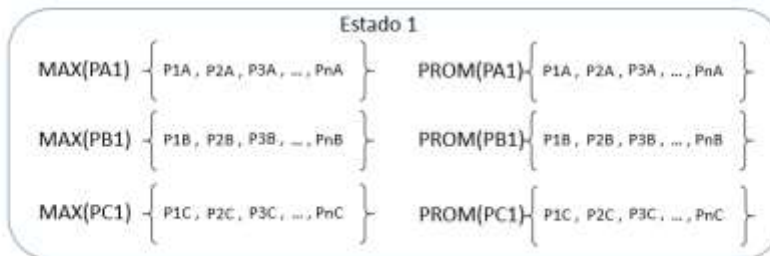 Estado 1
MAX(PA1) { P1A , P2A , P3A , ... , PnA } PROM(PA1) { P1A , P2A , P3A , ... , PnA }
MAX(PB1) { P1B , P2B , P3B , ... , PnB } PROM(PB1) { P1B , P2B , P3B , ... , PnB }
MAX(PC1) { P1C , P2C , P3C , ... , PnC } PROM(PC1) { P1C , P2C , P3C , ... , PnC }